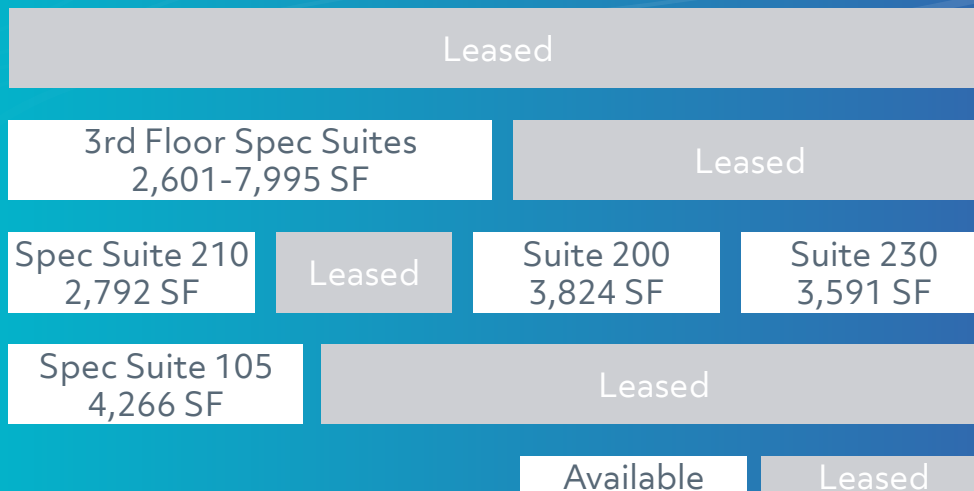 Leased
3rd Floor Spec Suites
2,601-7,995 SF
Leased
Spec Suite 210
2,792 SF
Leased
Suite 200
3,824 SF
Suite 230
3,591 SF
Spec Suite 105
4,266 SF
Leased
Available
Leased